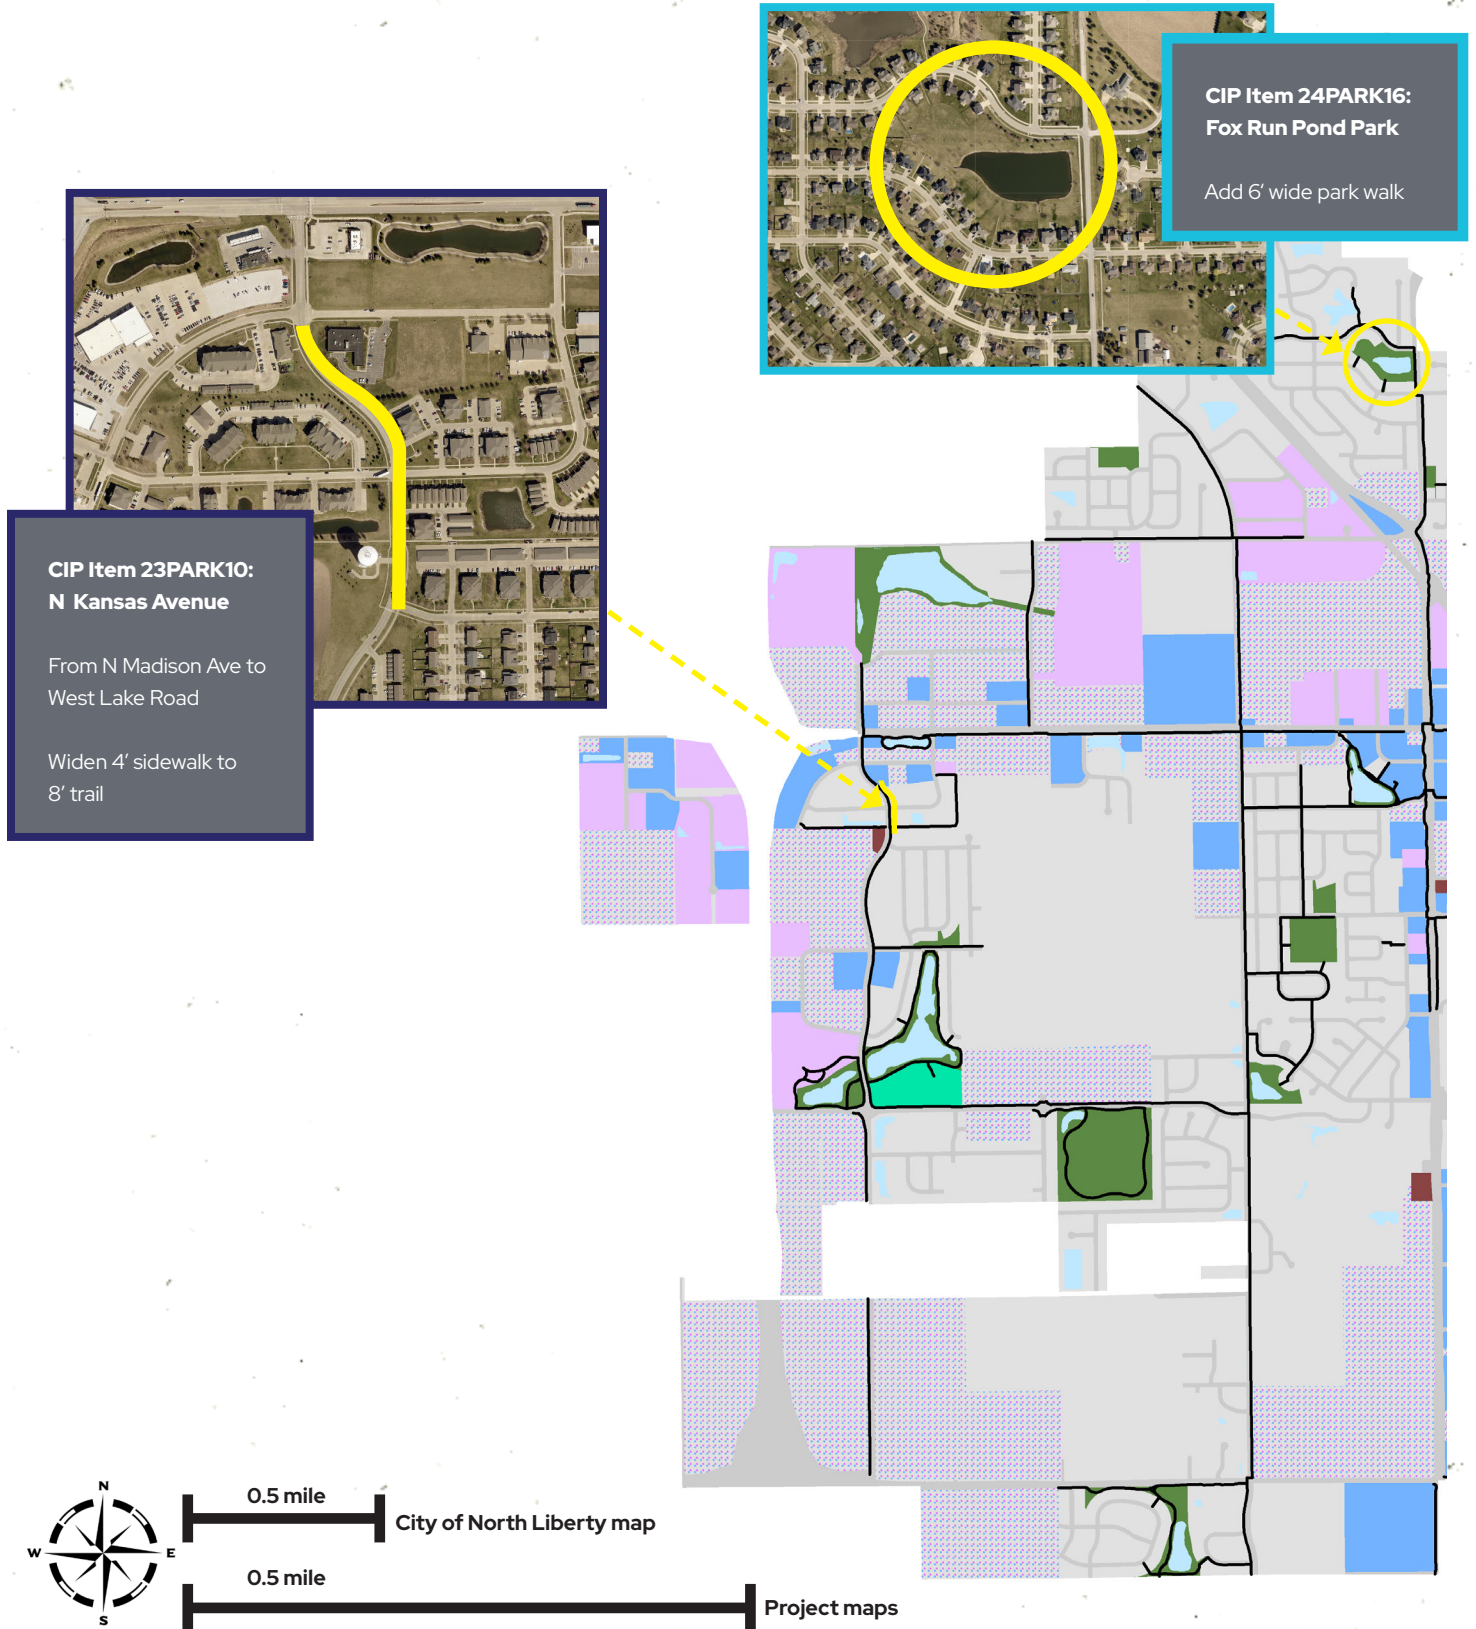 CIP Item 24PARK16:
Fox Run Pond Park
Add 6' wide park walk
CIP Item 23PARK10:
N Kansas Avenue
From N Madison Ave to
West Lake Road
Widen 4' sidewalk to
8' trail
N
W
E
S
0.5 mile
City of North Liberty map
0.5 mile
Project maps